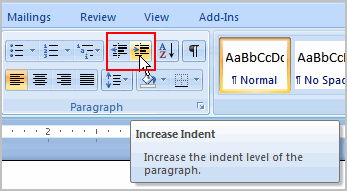 Mailings Review View Add-Ins
AaBbCcDc AaBbCcDc
¶ Normal ¶ No Spac
Paragraph
2 1
Increase Indent
Increase the indent level of the
paragraph.